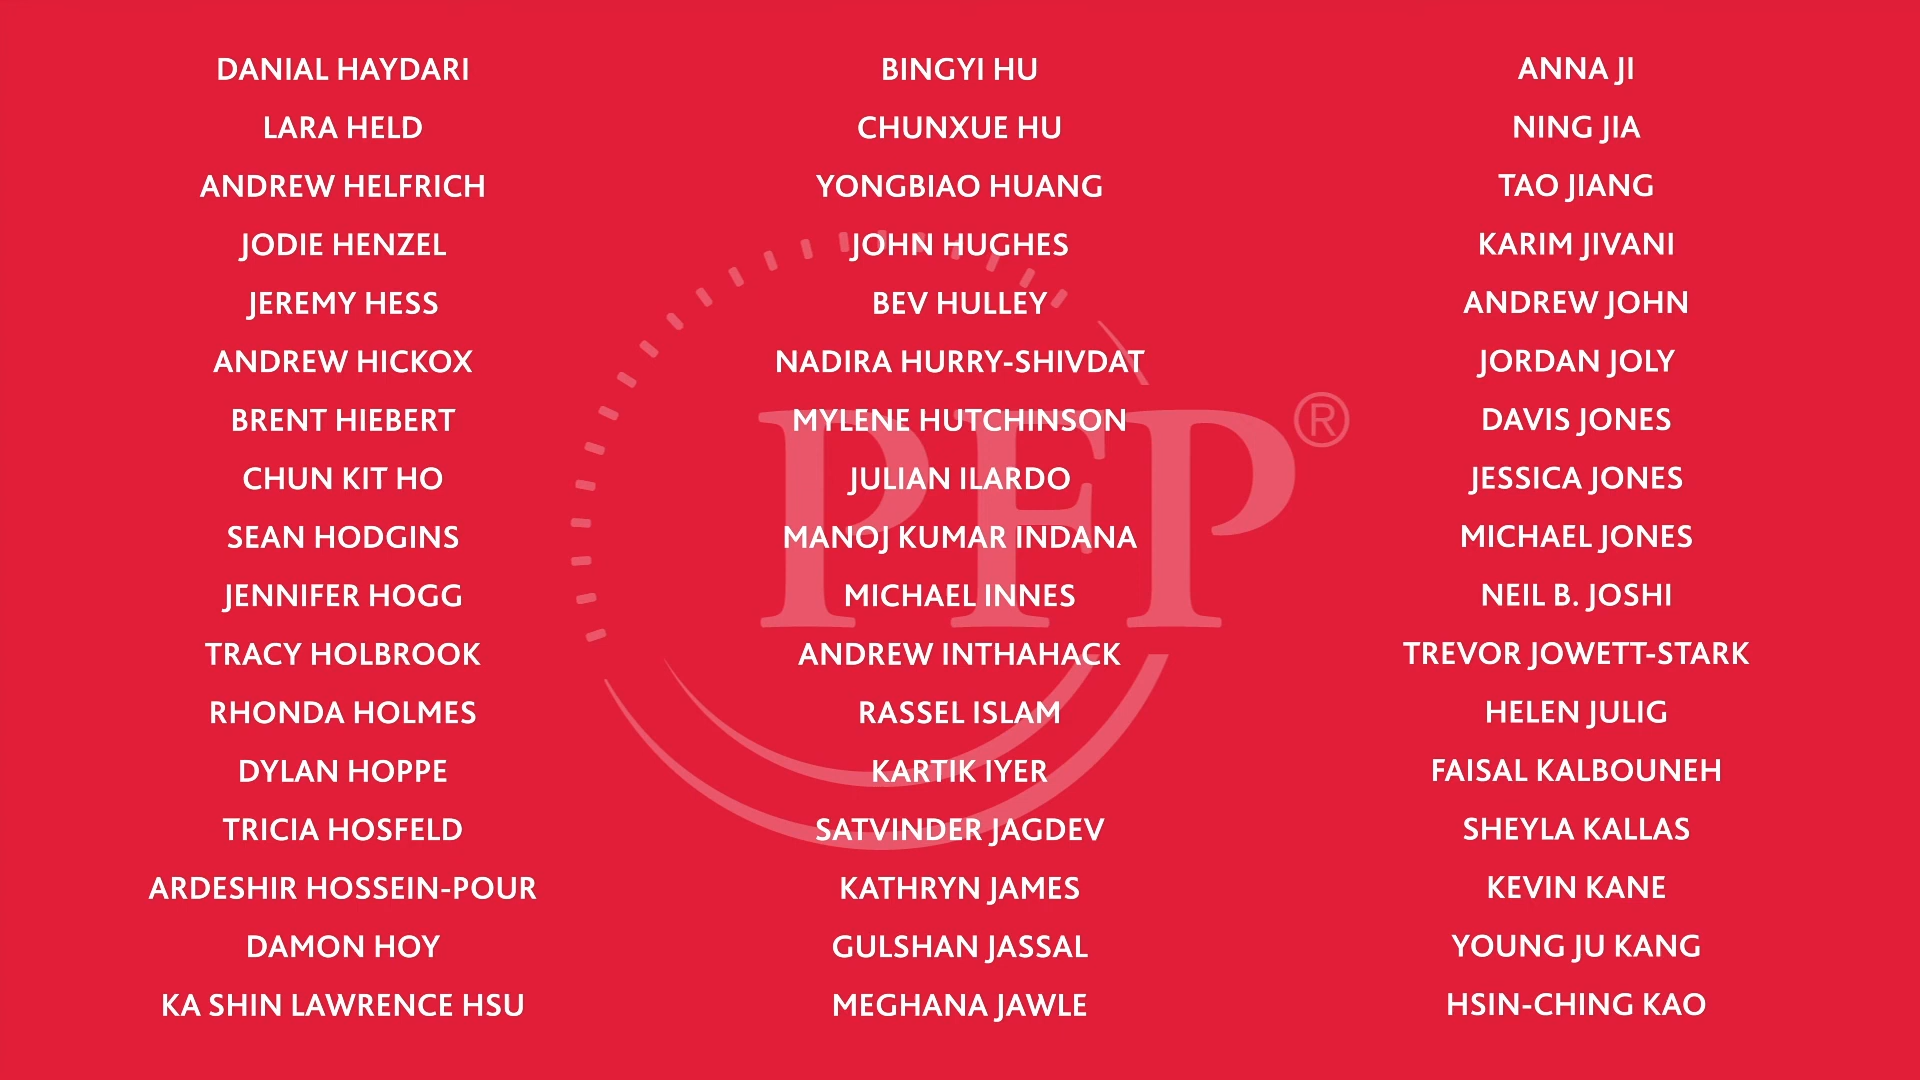 DANIAL HAYDARI
LARA HELD
ANDREW HELFRICH
JODIE HENZEL
JEREMY HESS
ANDREW HICKOX
BRENT HIEBERT
CHUN KIT HO
SEAN HODGINS
JENNIFER HOGG
TRACY HOLBROOK
RHONDA HOLMES
DYLAN HOPPE
TRICIA HOSFELD
ARDESHIR HOSSEIN-POUR
DAMON HOY
KA SHIN LAWRENCE HSU
BINGYI HU
CHUNXUE HU
YONGBIAO HUANG
JOHN HUGHES
BEV HULLEY
NADIRA HURRY-SHIVDAT
MYLENE HUTCHINSON
JULIAN ILARDO
MANOJ KUMAR INDANA
MICHAEL INNES
ANDREW INTHAHACK
RASSEL ISLAM
KARTIK IYER
SATVINDER JAGDEV
KATHRYN JAMES
GULSHAN JASSAL
MEGHANA JAWLE
ANNA JI
NING JIA
TAO JIANG
KARIM JIVANI
ANDREW JOHN
JORDAN JOLY
DAVIS JONES
JESSICA JONES
MICHAEL JONES
NEIL B. JOSHI
TREVOR JOWETT-STARK
HELEN JULIG
FAISAL KALBOUNEH
SHEYLA KALLAS
KEVIN KANE
YOUNG JU KANG
HSIN-CHING KAO
PFP®